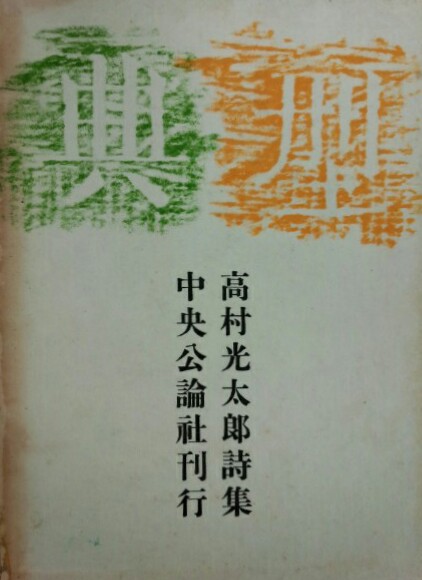 典型
高村光太郎詩集
中央公論社刊行